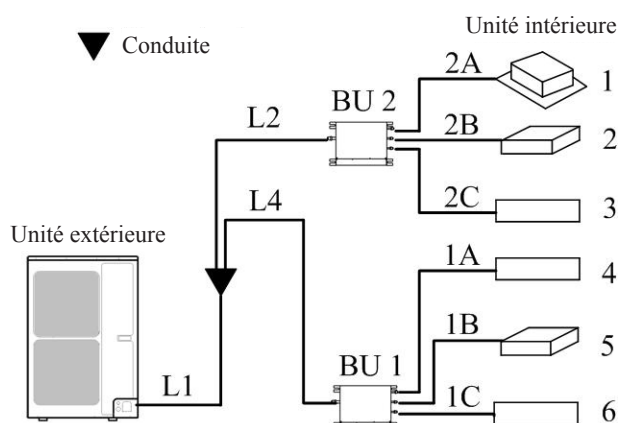 Unité intérieure
Conduite
2A
1
BU 2
L2
2B
2
2C
3
L4
Unité extérieure
1A
4
1B
5
BU 1
L1
1C
6